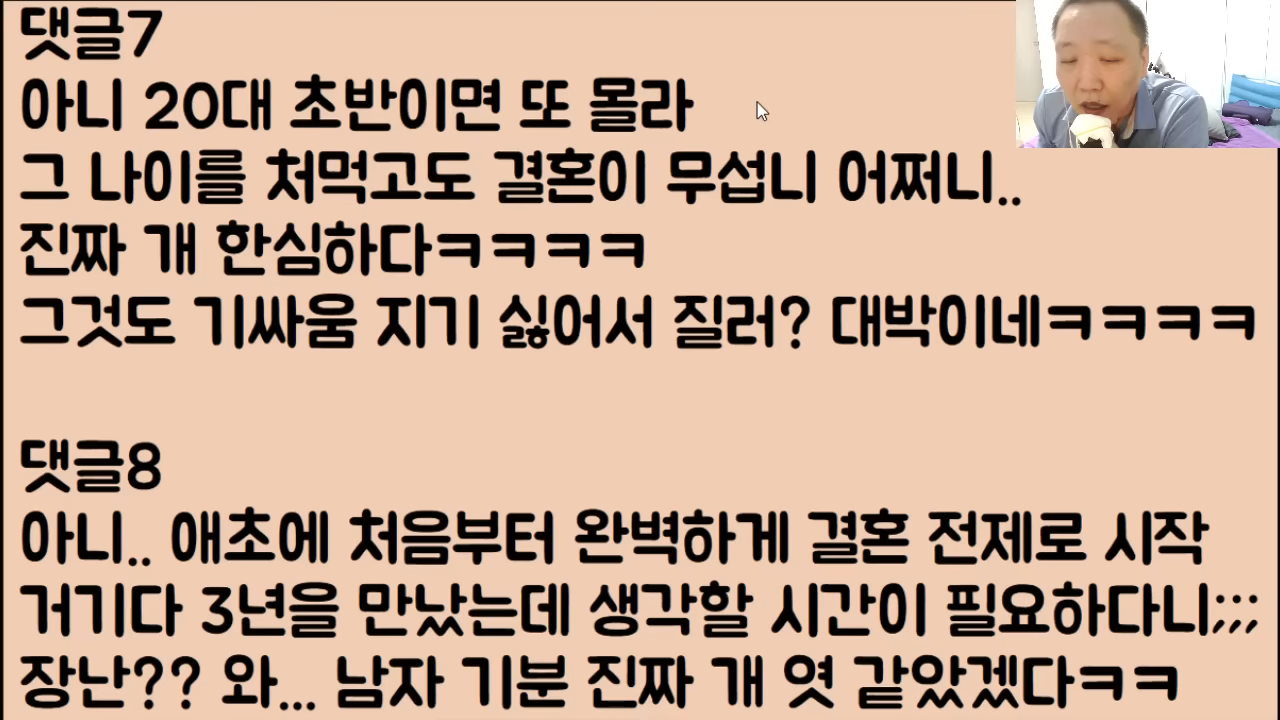 댓글7
아니 20대 초반이면 또 몰라
그 나이를 처먹고도 결혼이 무섭니 어쩌니..
진짜 개 한심하다ㅋㅋㅋㅋ
그것도 기싸움 지기 싫어서 질러? 대박이네ㅋㅋㅋㅋ
댓글8
아니.. 애초에 처음부터 완벽하게 결혼 전제로 시작
거기다 3년을 만났는데 생각할 시간이 필요하다니;;;
장난?? 와... 남자 기분 진짜 개 엿 같았겠다ㅋㅋ